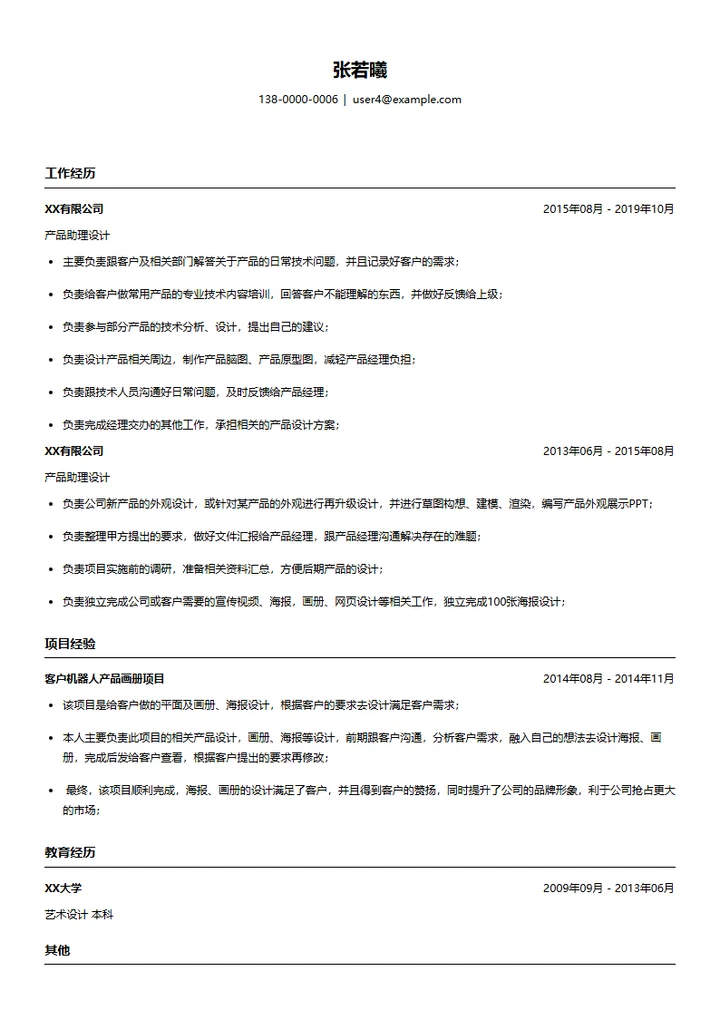 张若曦
138-0000-0006 | user4@example.com
工作经历
XX有限公司 2015年08月 - 2019年10月
产品助理设计
• 主要负责跟客户及相关部门解答关于产品的日常技术问题，并且记录好客户的需求；
• 负责给客户做常用产品的专业技术内容培训，回答客户不能理解的东西，并做好反馈给上级；
• 负责参与部分产品的技术分析、设计，提出自己的建议；
• 负责设计产品相关周边，制作产品脑图、产品原型图，减轻产品经理负担；
• 负责跟技术人员沟通好日常问题，及时反馈给产品经理；
• 负责完成经理交办的其他工作，承担相关的产品设计方案；
XX有限公司 2013年06月 - 2015年08月
产品助理设计
• 负责公司新产品的外观设计，或针对某产品的外观进行再升级设计，并进行草图构想、建模、渲染，编写产品外观展示PPT；
• 负责整理甲方提出的要求，做好文件汇报给产品经理，跟产品经理沟通解决存在的难题；
• 负责项目实施前的调研，准备相关资料汇总，方便后期产品的设计；
• 负责独立完成公司或客户需要的宣传视频、海报，画册、网页设计等相关工作，独立完成100张海报设计；
项目经验
客户机器人产品画册项目 2014年08月 - 2014年11月
• 该项目是给客户做的平面及画册、海报设计，根据客户的要求去设计满足客户需求；
• 本人主要负责此项目的相关产品设计，画册、海报等设计，前期跟客户沟通，分析客户需求，融入自己的想法去设计海报、画
册，完成后发给客户查看，根据客户提出的要求再修改；
• 最终，该项目顺利完成，海报、画册的设计满足了客户，并且得到客户的赞扬，同时提升了公司的品牌形象，利于公司抢占更大
的市场；
教育经历
XX大学 2009年09月 - 2013年06月
艺术设计 本科
其他